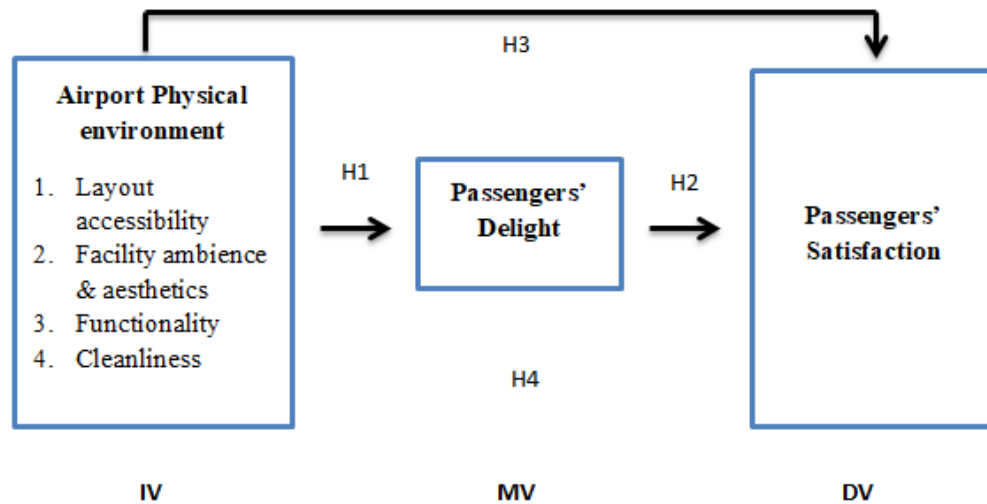 H3
Airport Physical
environment
1. Layout
accessibility
2. Facility ambience
& aesthetics
3. Functionality
4. Cleanliness
H1
Passengers’
Delight
H2
Passengers’
Satisfaction
H4
IV
MV
DV